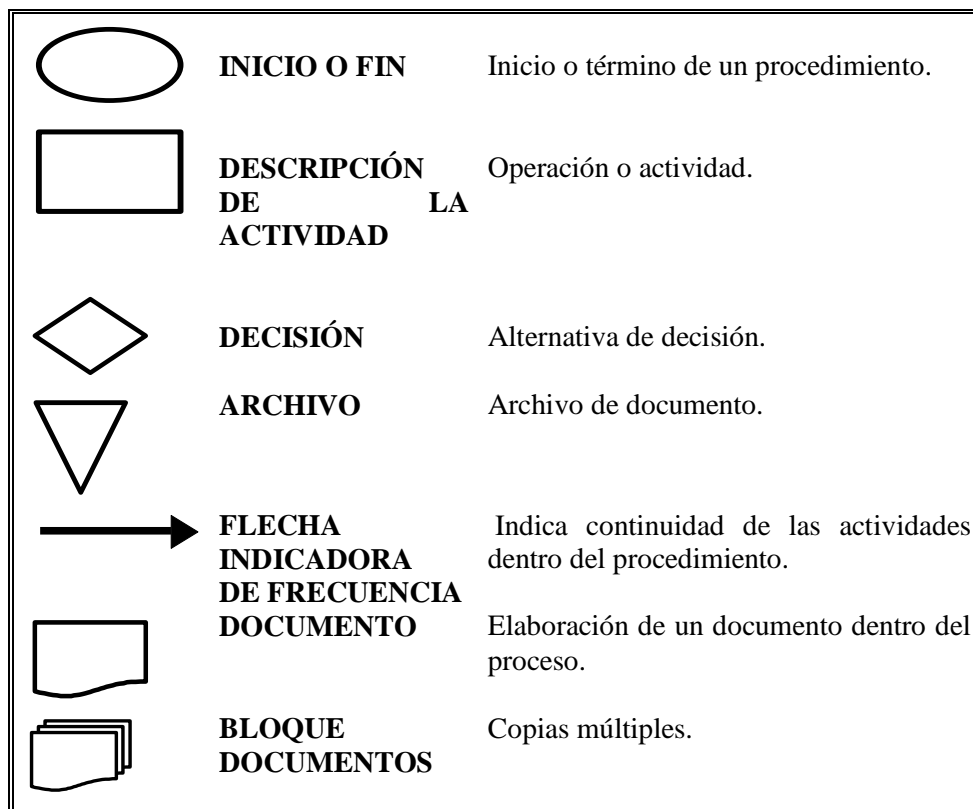 INICIO O FIN Inicio o término de un procedimiento.
DESCRIPCIÓN Operación o actividad.
DE LA
ACTIVIDAD
DECISIÓN Alternativa de decisión.
ARCHIVO Archivo de documento.
FLECHA Indica continuidad de las actividades
INDICADORA dentro del procedimiento.
DE FRECUENCIA
DOCUMENTO Elaboración de un documento dentro del
proceso.
BLOQUE Copias múltiples.
DOCUMENTOS